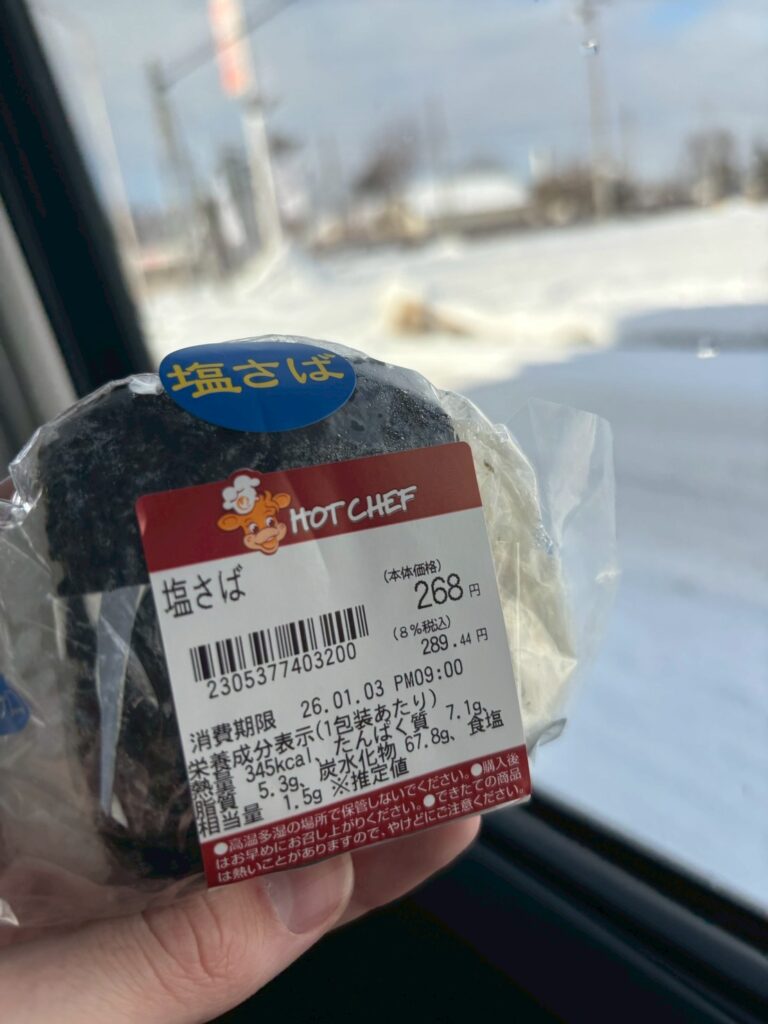 塩さば
HOT CHEF
塩さば
(本体価格)
268円
(8%税込)
289.44円
2305377403200
消費期限 26.01.03 PM09:00
栄養成分表示(1包装あたり)
熱量 345kcal、たんぱく質 7.1g、
脂質 5.3g、炭水化物 67.8g、食塩
相当量 1.5g ※推定値
●高温多湿の場所で保管しないでください。●購入後
はお早めにお召し上がりください。●できたての商品
は熱いことがありますので、やけどにご注意ください。